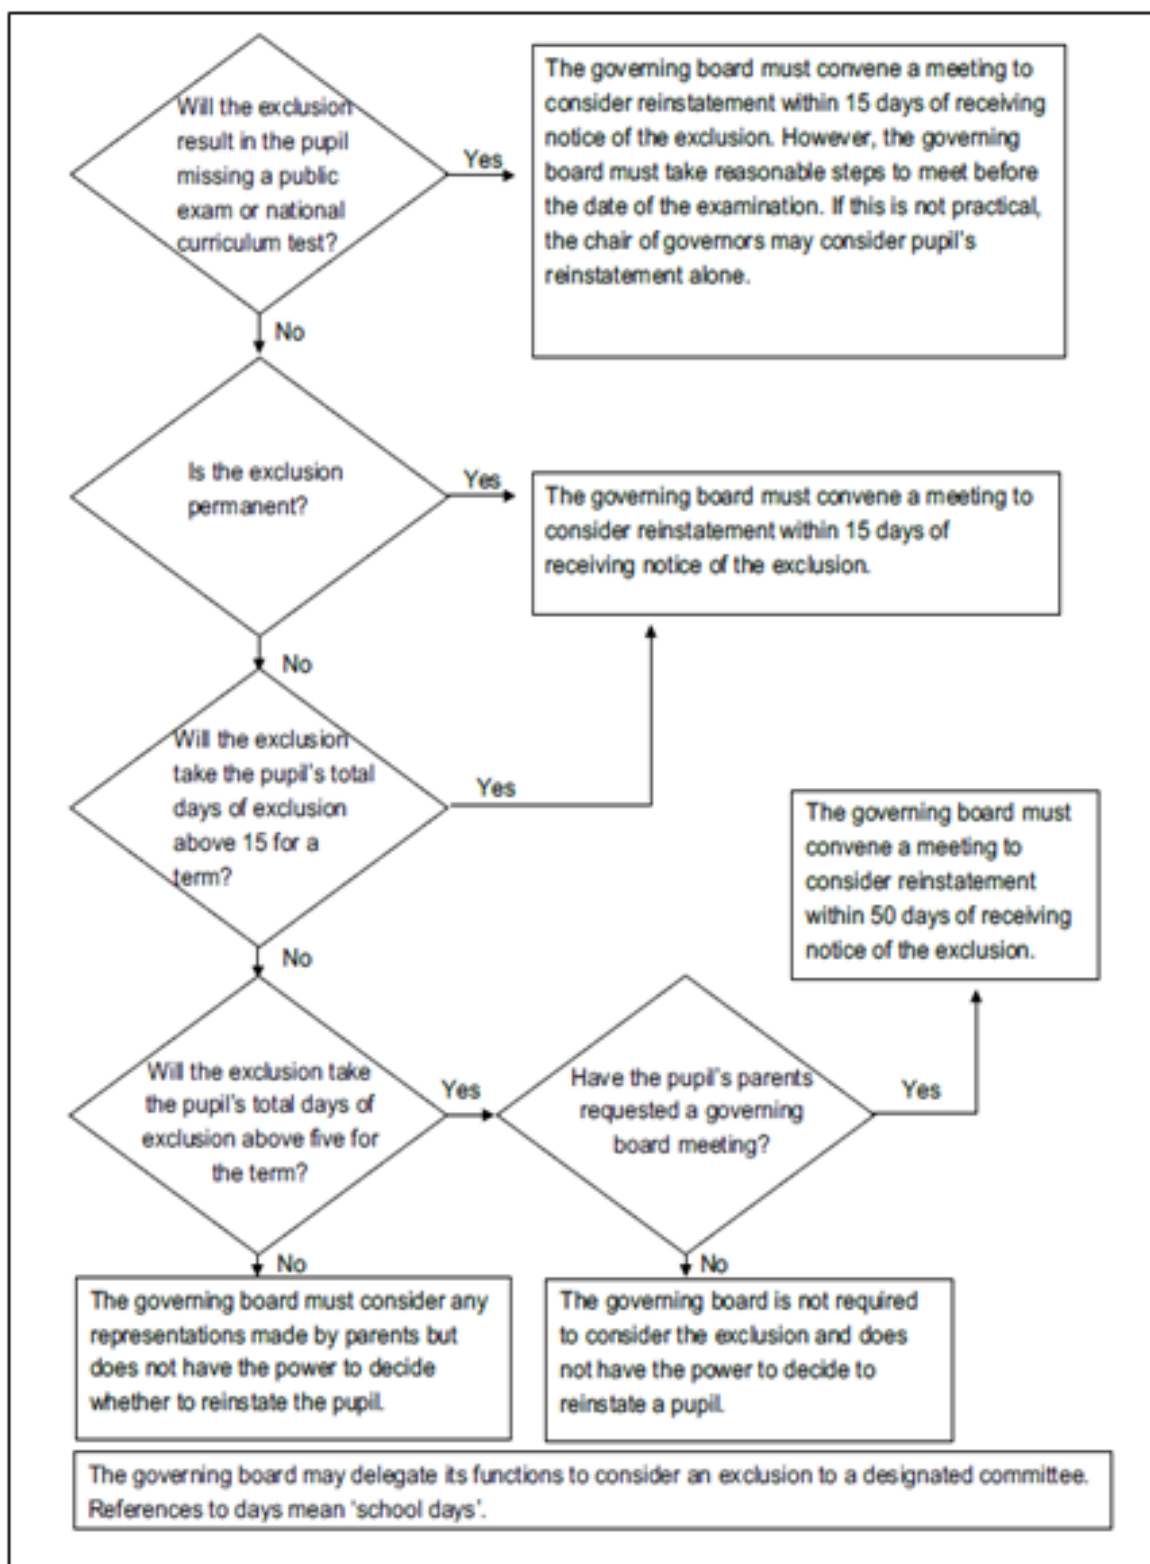 Will the exclusion
result in the pupil
missing a public
exam or national
curriculum test?
Yes
The governing board must convene a meeting to
consider reinstatement within 15 days of receiving
notice of the exclusion. However, the governing
board must take reasonable steps to meet before
the date of the examination. If this is not practical,
the chair of governors may consider pupil's
reinstatement alone.
No
Is the exclusion
permanent?
Yes
The governing board must convene a meeting to
consider reinstatement within 15 days of
receiving notice of the exclusion.
No
Will the exclusion
take the pupil's total
days of exclusion
above 15 for a
term?
Yes
The governing board must
convene a meeting to
consider reinstatement
within 50 days of receiving
notice of the exclusion.
No
Will the exclusion take
the pupil's total days of
exclusion above five for
the term?
Yes
Have the pupil's parents
requested a governing
board meeting?
Yes
No
The governing board must consider any
representations made by parents but
does not have the power to decide
whether to reinstate the pupil.
No
The governing board is not required
to consider the exclusion and does
not have the power to decide to
reinstate a pupil.
The governing board may delegate its functions to consider an exclusion to a designated committee.
References to days mean 'school days'.